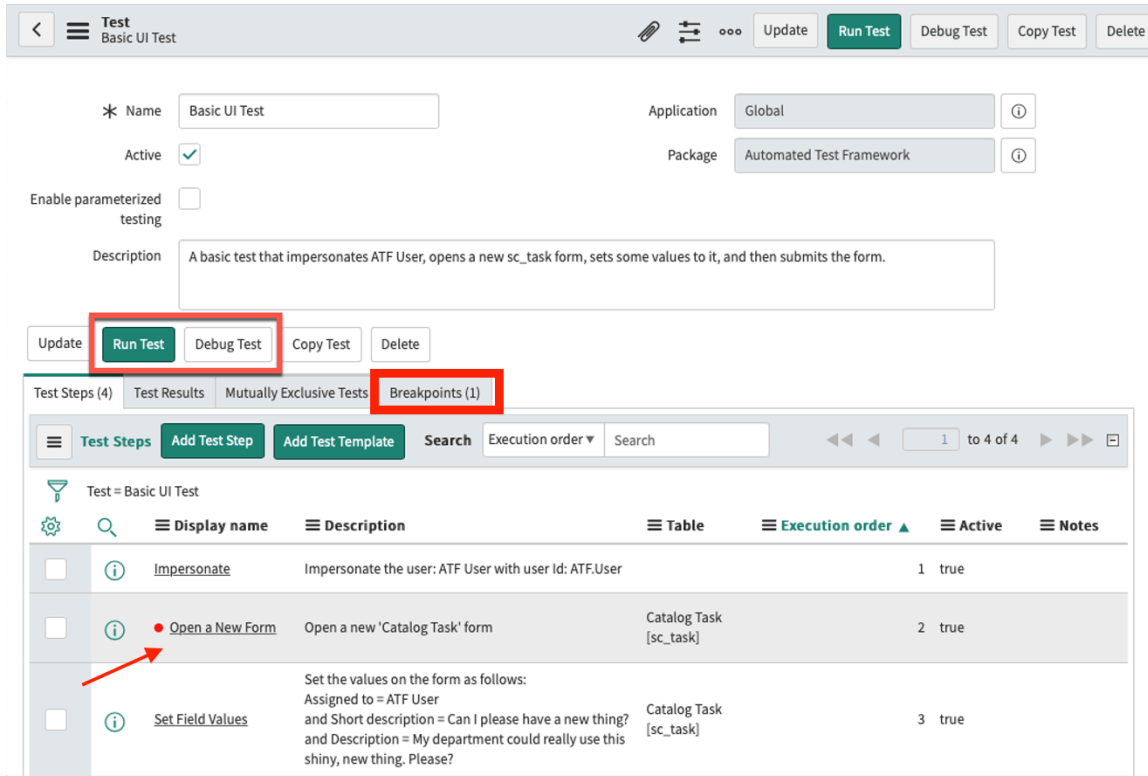 Test
Basic UI Test
Update Run Test Debug Test Copy Test Delete
Name Basic UI Test
Application Global
Active
Package Automated Test Framework
Enable parameterized
testing
Description A basic test that impersonates ATF User, opens a new sc_task form, sets some values to it, and then submits the form.
Update Run Test Debug Test Copy Test Delete
Test Steps (4) Test Results Mutually Exclusive Tests Breakpoints (1)
Test Steps Add Test Step Add Test Template Search Execution order Search 1 to 4 of 4
Test = Basic UI Test
Display name Description Table Execution order Active Notes
Impersonate Impersonate the user: ATF User with user Id: ATF.User 1 true
Open a New Form Open a new 'Catalog Task' form Catalog Task [sc_task] 2 true
Set the values on the form as follows:
Assigned to = ATF User
and Short description = Can I please have a new thing?
and Description = My department could really use this
shiny, new thing. Please?
Set Field Values
Catalog Task
[sc_task]
3 true